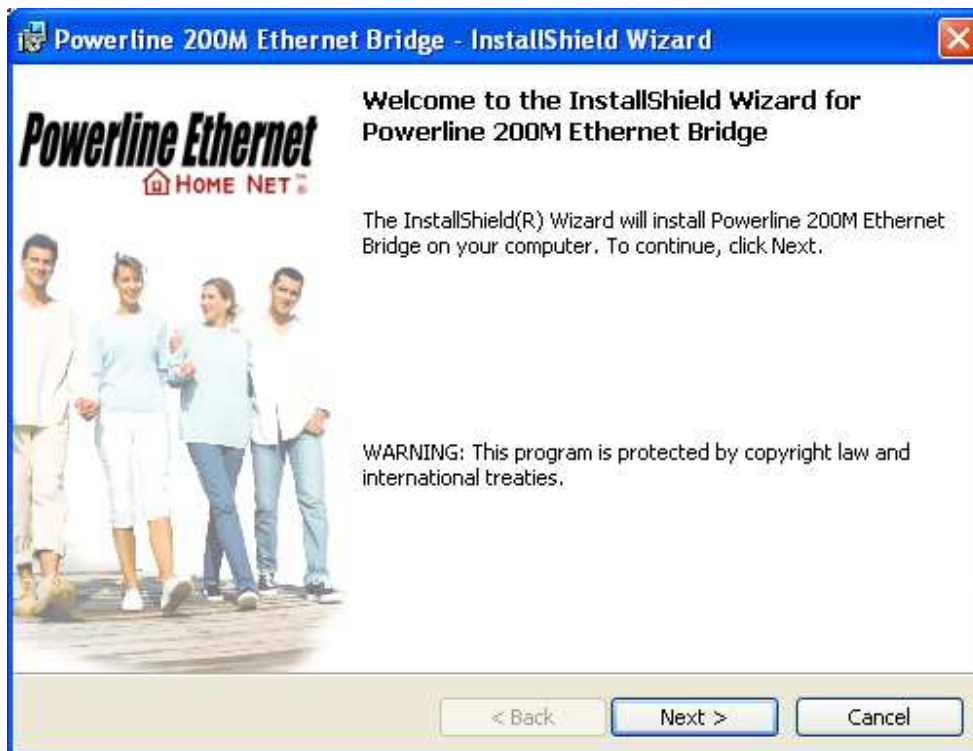 Powerline 200M Ethernet Bridge - InstallShield Wizard
Powerline Ethernet
HOME NET
Welcome to the InstallShield Wizard for
Powerline 200M Ethernet Bridge
The InstallShield(R) Wizard will install Powerline 200M Ethernet
Bridge on your computer. To continue, click Next.
WARNING: This program is protected by copyright law and
international treaties.
< Back
Next >
Cancel